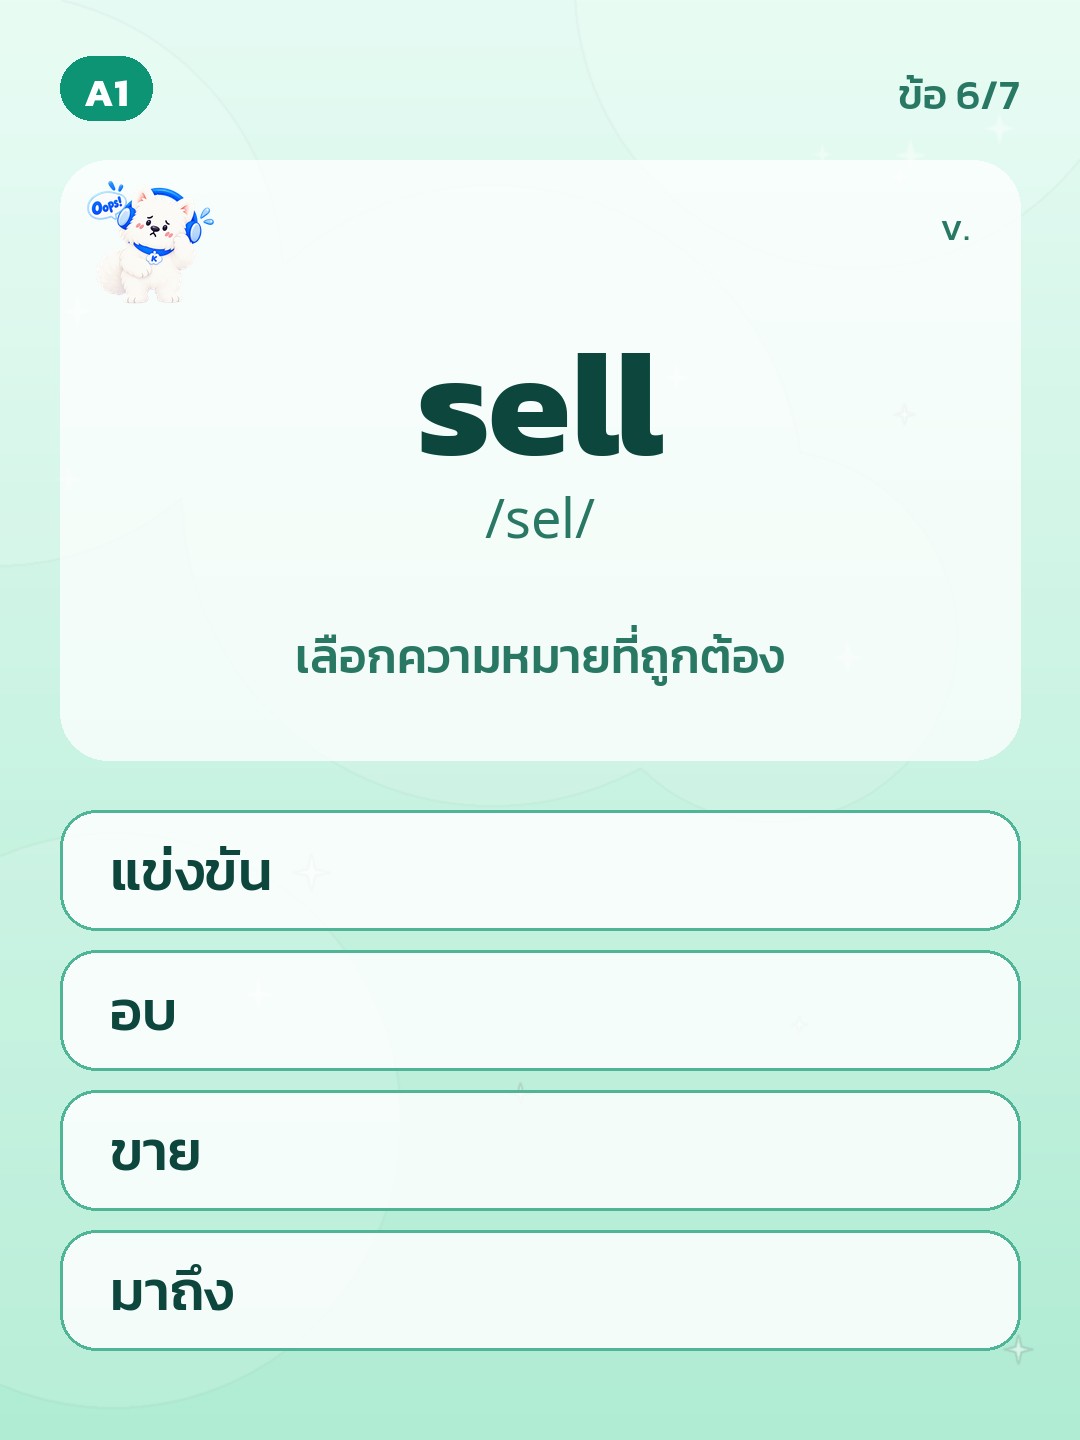 A1
ข้อ 6/7
Oops!
v.
K
sell
/sel/
เลือกความหมายที่ถูกต้อง
แข่งขัน
อบ
ขาย
มาถึง